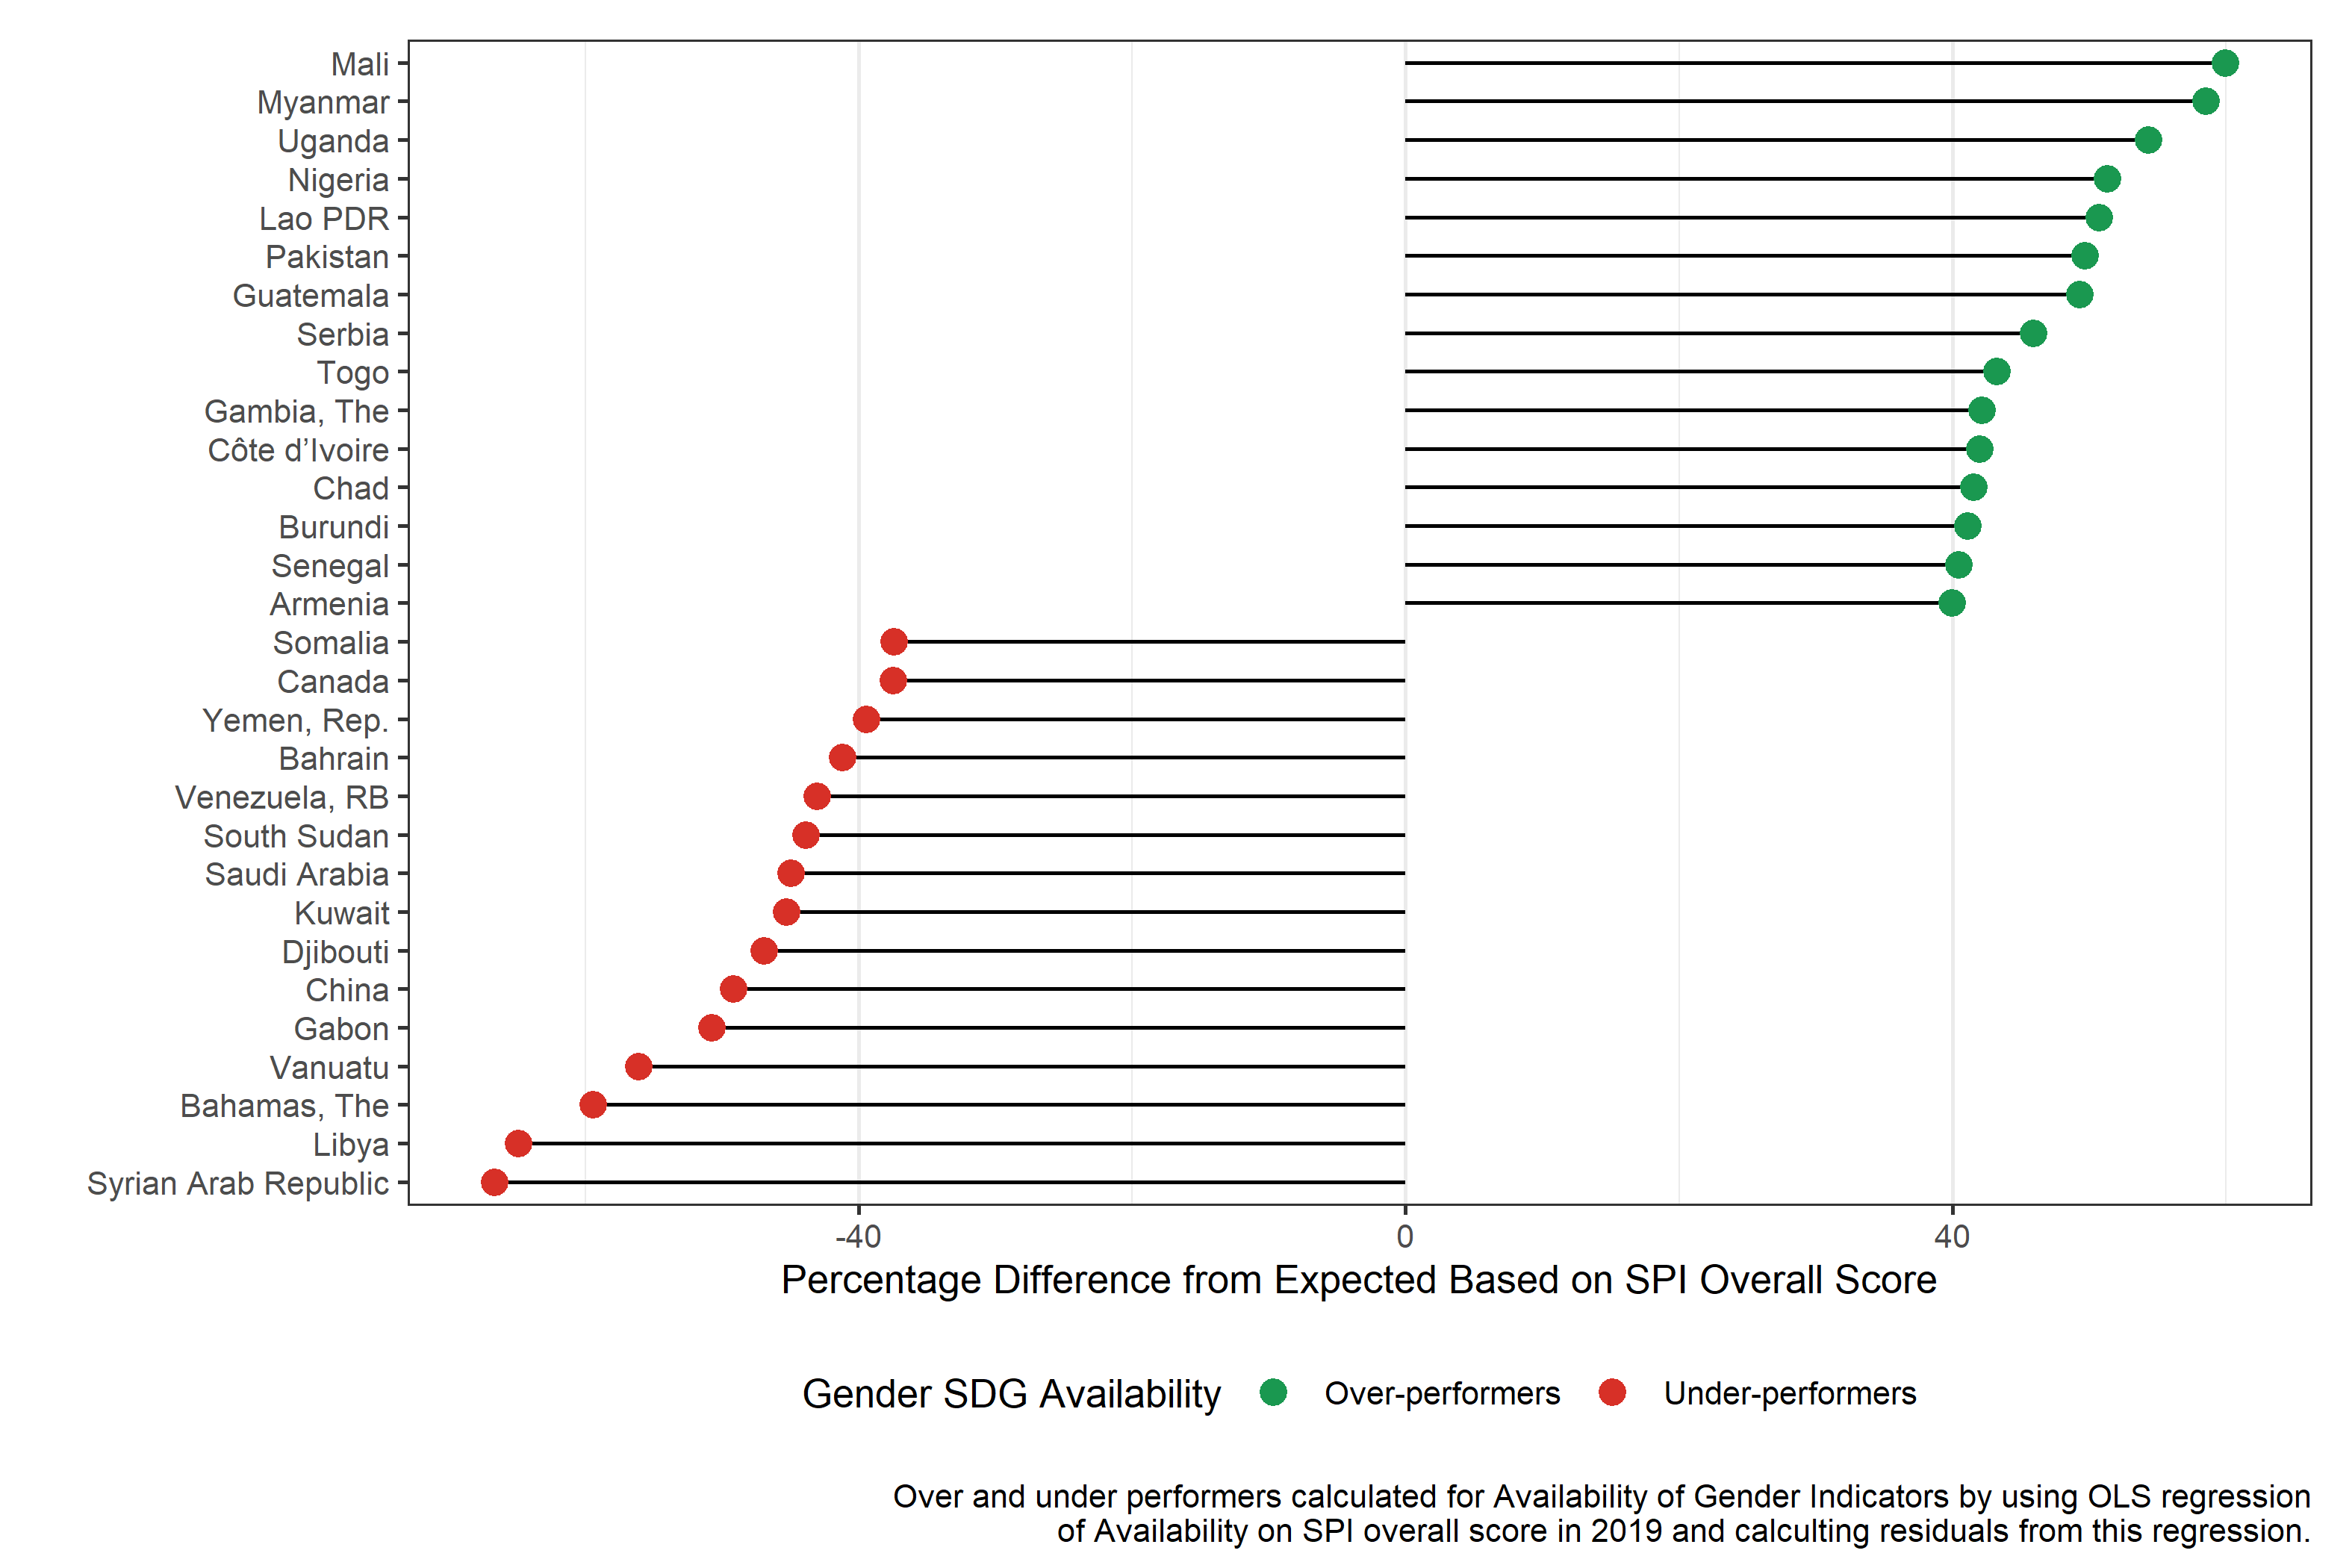 Mali
Myanmar
Uganda
Nigeria
Lao PDR
Pakistan
Guatemala
Serbia
Togo
Gambia, The
Côte d’Ivoire
Chad
Burundi
Senegal
Armenia
Somalia
Canada
Yemen, Rep.
Bahrain
Venezuela, RB
South Sudan
Saudi Arabia
Kuwait
Djibouti
China
Gabon
Vanuatu
Bahamas, The
Libya
Syrian Arab Republic
-40 0 40
Percentage Difference from Expected Based on SPI Overall Score
Gender SDG Availability Over-performers Under-performers
Over and under performers calculated for Availability of Gender Indicators by using OLS regression
of Availability on SPI overall score in 2019 and calculting residuals from this regression.